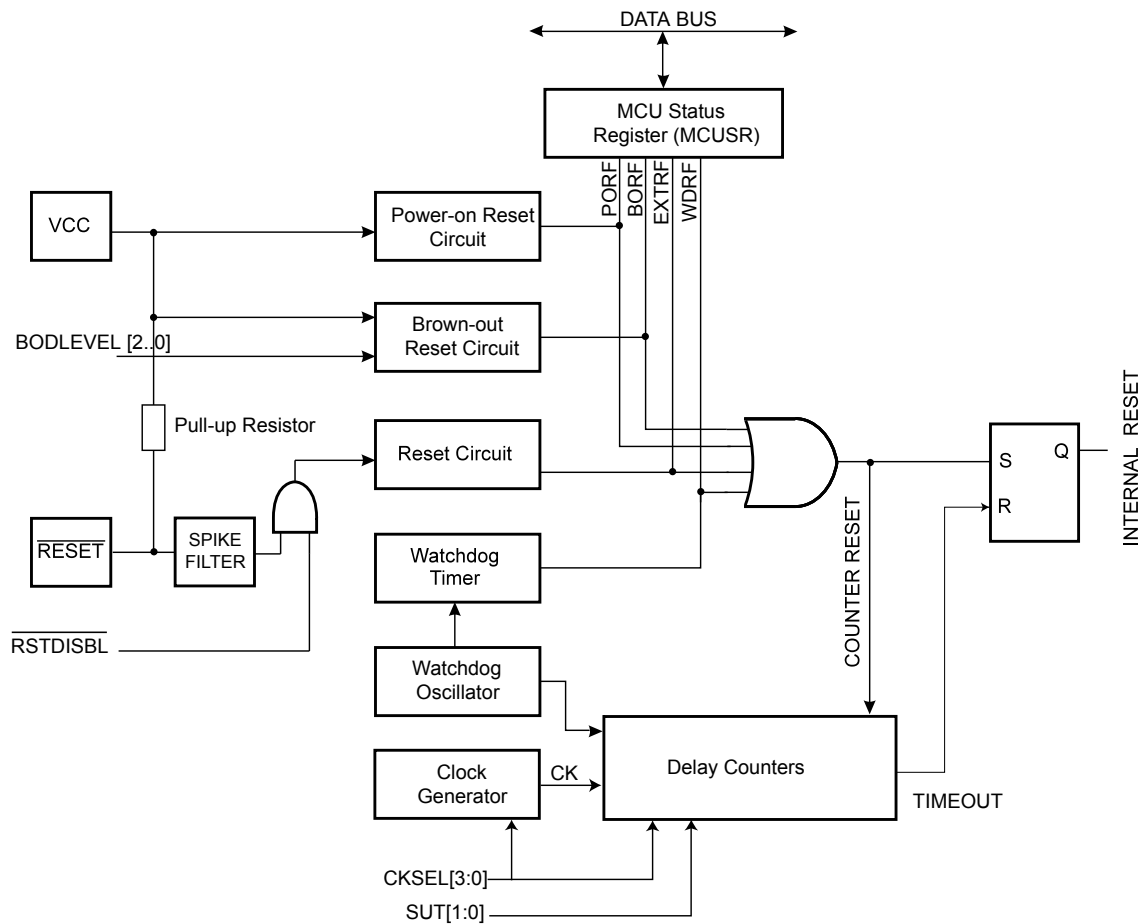 DATA BUS
MCU Status
Register (MCUSR)
PORF
BORF
EXTRF
WDRF
VCC
Power-on Reset
Circuit
BODLEVEL [2..0]
Brown-out
Reset Circuit
Pull-up Resistor
Reset Circuit
S
Q
R
INTERNAL RESET
RESET
SPIKE
FILTER
Watchdog
Timer
COUNTER RESET
RSTDISBL
Watchdog
Oscillator
Clock
Generator
CK
Delay Counters
TIMEOUT
CKSEL[3:0]
SUT[1:0]